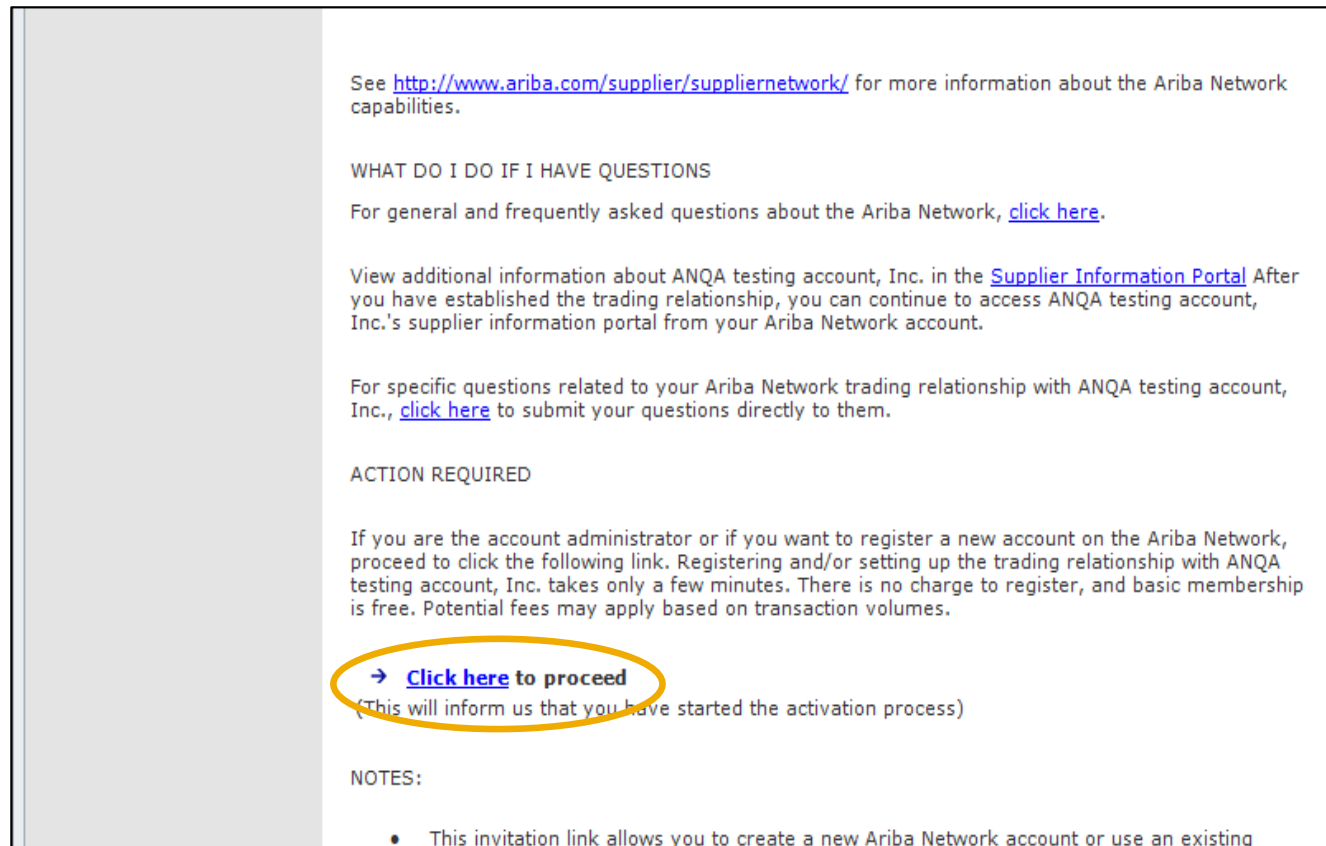 See http://www.ariba.com/supplier/suppliernetwork/ for more information about the Ariba Network
capabilities.
WHAT DO I DO IF I HAVE QUESTIONS
For general and frequently asked questions about the Ariba Network, click here.
View additional information about ANQA testing account, Inc. in the Supplier Information Portal After
you have established the trading relationship, you can continue to access ANQA testing account,
Inc.'s supplier information portal from your Ariba Network account.
For specific questions related to your Ariba Network trading relationship with ANQA testing account,
Inc., click here to submit your questions directly to them.
ACTION REQUIRED
If you are the account administrator or if you want to register a new account on the Ariba Network,
proceed to click the following link. Registering and/or setting up the trading relationship with ANQA
testing account, Inc. takes only a few minutes. There is no charge to register, and basic membership
is free. Potential fees may apply based on transaction volumes.
→ Click here to proceed
(This will inform us that you have started the activation process)
NOTES:
• This invitation link allows you to create a new Ariba Network account or use an existing